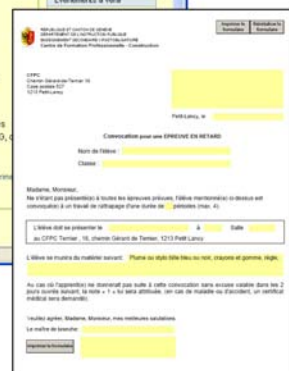 Evénements à venir
Imprimer le formulaire
Réinitialiser le formulaire
REPUBLIQUE ET CANTON DE GENEVE
DEPARTEMENT DE L'INSTRUCTION PUBLIQUE
ENSEIGNEMENT SECONDAIRE POSTOBLIGATOIRE
Centre de Formation Professionnelle - Construction
CFPC
Chemin Gérard-de-Ternier 18
Case postale 527
1213 Petit-Lancy
Petit-Lancy, le
Convocation pour une EPREUVE EN RETARD
Nom de l'élève :
Classe :
Madame, Monsieur,
Ne s'étant pas présenté(e) à toutes les épreuves prévues, l'élève mentionné(e) ci-dessus est
convoqué(e) à un travail de rattrapage d'une durée de périodes (max. 4).
L'élève doit se présenter le à Salle
au CFPC Ternier, 18, chemin Gérard de Ternier, 1213 Petit Lancy
L'élève se munira du matériel suivant: Plume ou stylo bille bleu ou noir, crayons et gomme, règle,
Au cas où l'apprenti(e) ne donnerait pas suite à cette convocation sans excuse valable dans les 2
jours ouvrés suivant, la note « 1 » lui sera attribuée, (en cas de maladie ou d'accident, un certificat
médical sera demandé).
Veuillez agréer, Madame, Monsieur, mes meilleures salutations.
Le maître de branche:
Imprimer le formulaire